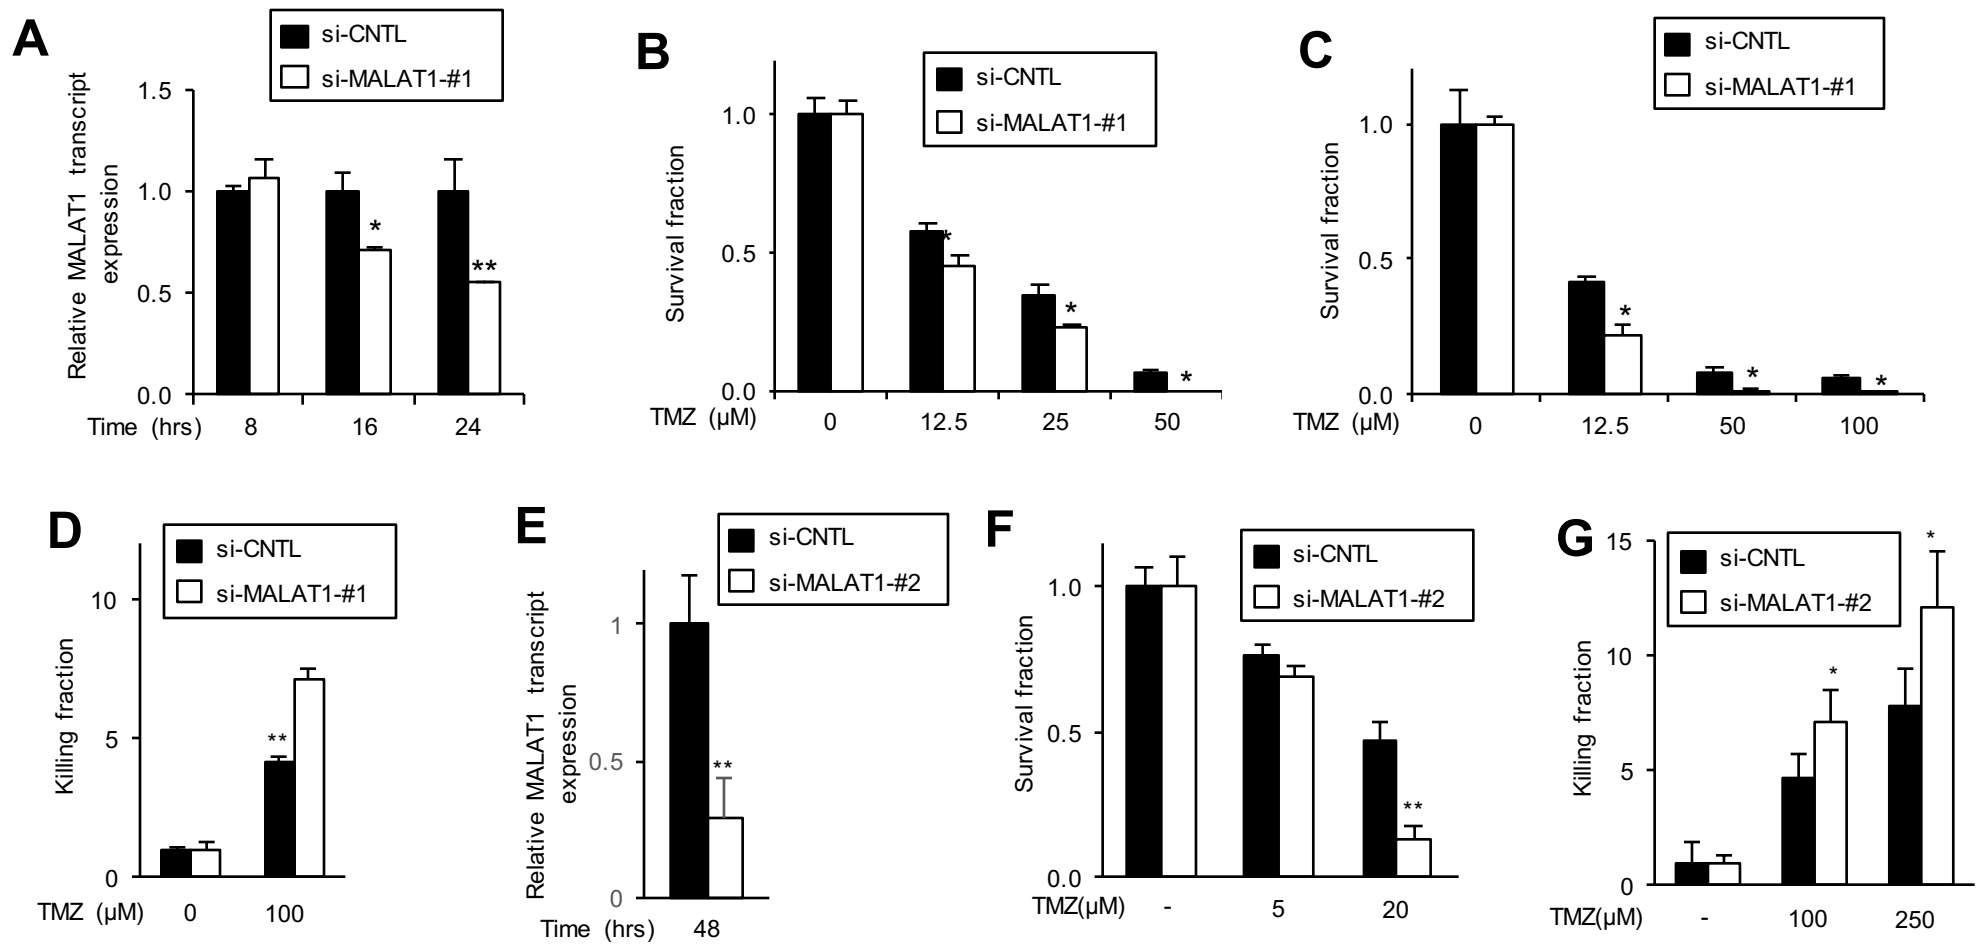 A
si-CNTL
si-MALAT1-#1
Relative MALAT1 transcript
expression
1.5
1.0
0.5
0.0
*
**
Time (hrs)
8
16
24
B
si-CNTL
si-MALAT1-#1
Survival fraction
1.0
0.5
0.0
*
*
*
TMZ (µM)
0
12.5
25
50
C
si-CNTL
si-MALAT1-#1
Survival fraction
1.0
0.5
0.0
*
*
*
TMZ (µM)
0
12.5
50
100
D
si-CNTL
si-MALAT1-#1
Killing fraction
10
5
0
**
TMZ (µM)
0
100
E
si-CNTL
si-MALAT1-#2
Relative MALAT1 transcript
expression
1
0.5
0
**
Time (hrs)
48
F
si-CNTL
si-MALAT1-#2
Survival fraction
1.0
0.5
0.0
**
TMZ(µM)
-
5
20
G
si-CNTL
si-MALAT1-#2
Killing fraction
15
10
5
0
*
*
TMZ(µM)
-
100
250